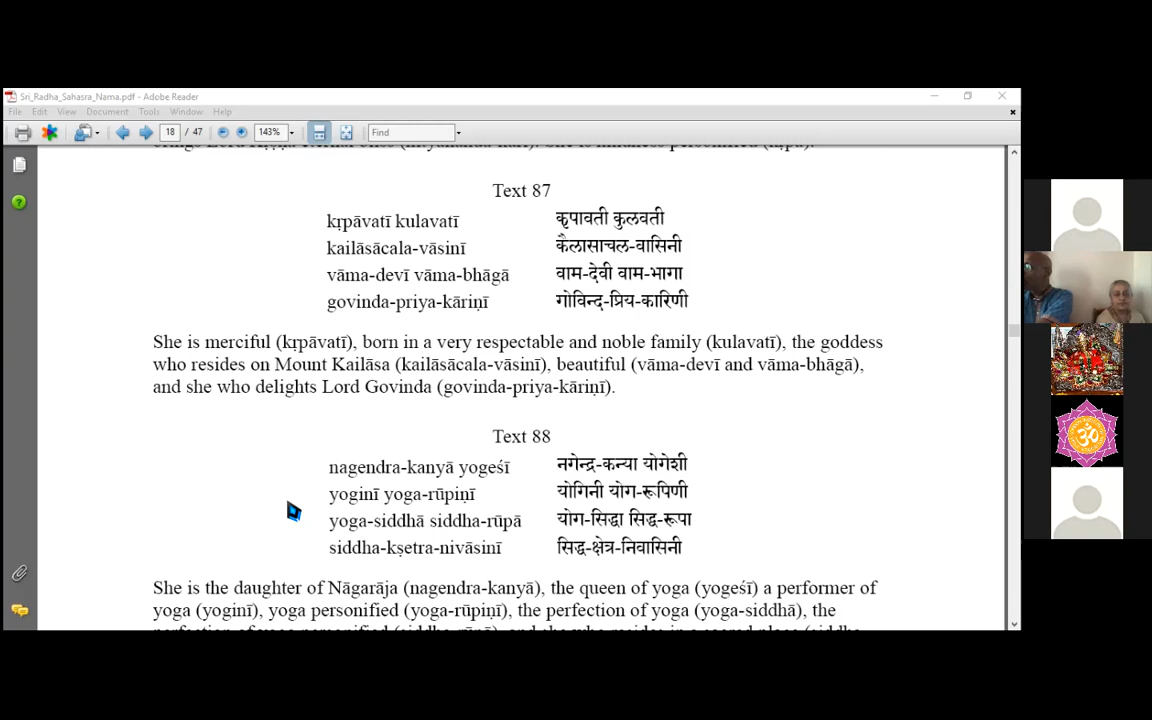 Sri_Radha_Sahasra_Nama.pdf - Adobe Reader
File Edit View Document Tools Window Help
18 / 47 143% Find
Text 87
kṛpāvatī kulavatī कृपावती कुलवती
kailāsācala-vāsinī कैलासाचल-वासिनी
vāma-devī vāma-bhāgā वाम-देवी वाम-भागा
govinda-priya-kāriṇī गोविन्द-प्रिय-कारिणी
She is merciful (kṛpāvatī), born in a very respectable and noble family (kulavatī), the goddess
who resides on Mount Kailāsa (kailāsācala-vāsinī), beautiful (vāma-devī and vāma-bhāgā),
and she who delights Lord Govinda (govinda-priya-kāriṇī).
Text 88
nagendra-kanyā yogeśī नगेन्द्र-कन्या योगेशी
yoginī yoga-rūpiṇī योगिनी योग-रूपिणी
yoga-siddhā siddha-rūpā योग-सिद्धा सिद्ध-रूपा
siddha-kṣetra-nivāsinī सिद्ध-क्षेत्र-निवासिनी
She is the daughter of Nāgarāja (nagendra-kanyā), the queen of yoga (yogeśī) a performer of
yoga (yoginī), yoga personified (yoga-rūpiṇī), the perfection of yoga (yoga-siddhā), the
ॐ